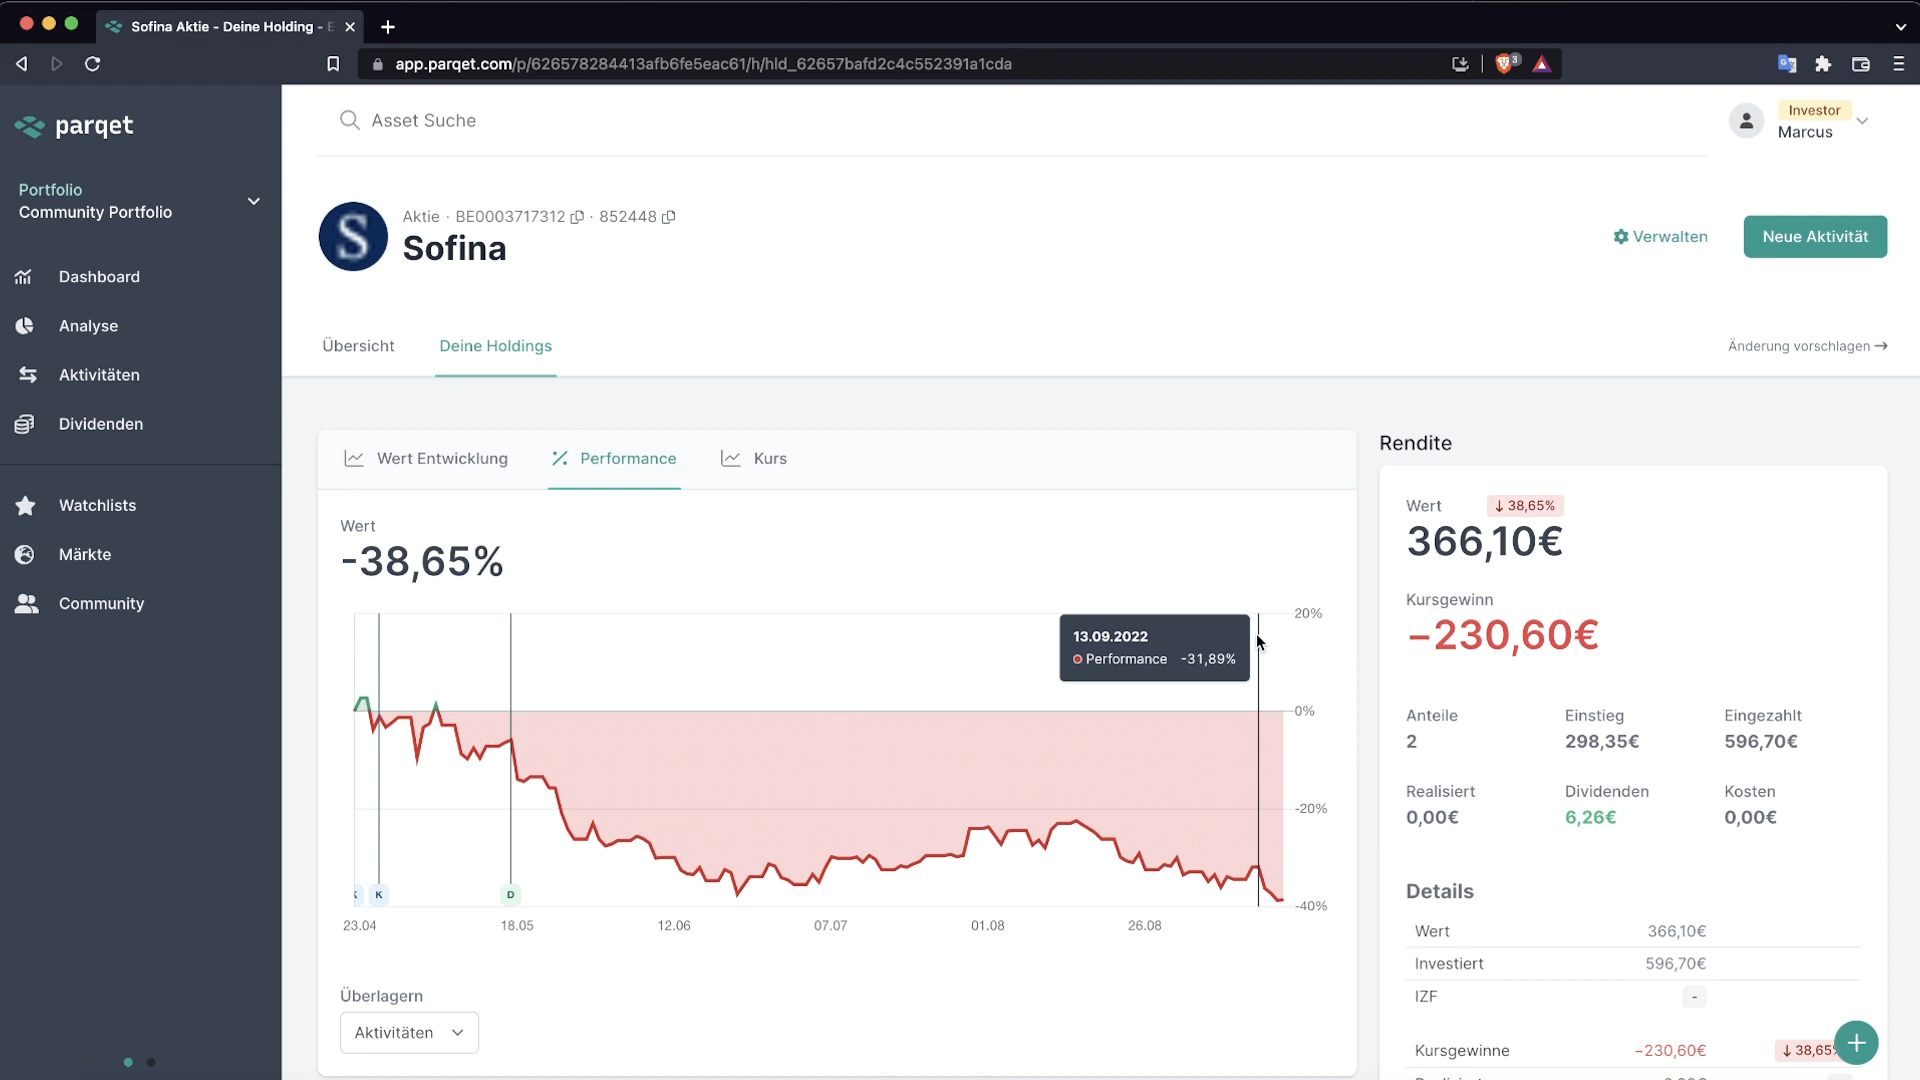 Sofina Aktie - Deine Holding - E
app.parqet.com/p/626578284413afb6fe5eac61/h/hld_62657bafd2c4c552391a1cda
3
parqet
Asset Suche
Investor
Marcus
Portfolio
Community Portfolio
Dashboard
Analyse
Aktivitäten
Dividenden
Watchlists
Märkte
Community
S
Aktie · BE0003717312 · 852448
Sofina
Verwalten
Neue Aktivität
Übersicht
Deine Holdings
Änderung vorschlagen →
Wert Entwicklung
Performance
Kurs
Wert
-38,65%
13.09.2022
Performance -31,89%
20%
-0%
-20%
-40%
K
K
D
23.04
18.05
12.06
07.07
01.08
26.08
Überlagern
Aktivitäten
Rendite
Wert
↓ 38,65%
366,10€
Kursgewinn
−230,60€
Anteile
Einstieg
Eingezahlt
2
298,35€
596,70€
Realisiert
Dividenden
Kosten
0,00€
6,26€
0,00€
Details
Wert 366,10€
Investiert 596,70€
IZF -
Kursgewinne −230,60€ ↓ 38,65%